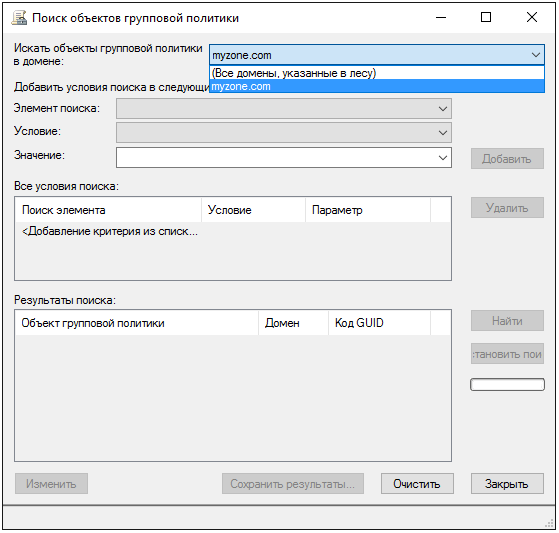 Поиск объектов групповой политики
Искать объекты групповой политики
в домене:
myzone.com
(Все домены, указанные в лесу)
myzone.com
Добавить условия поиска в следующи
Элемент поиска:
Условие:
Значение:
Добавить
Все условия поиска:
Поиск элемента Условие Параметр
Удалить
<Добавление критерия из списк...
Результаты поиска:
Объект групповой политики Домен Код GUID
Найти
тановить пои
Изменить Сохранить результаты... Очистить Закрыть